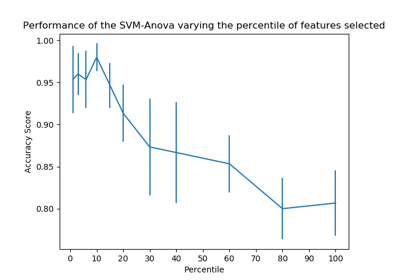 Performance of the SVM-Anova varying the percentile of features selected
1.00
0.95
0.90
0.85
0.80
Accuracy Score
0 10 20 30 40 50 60 70 80 90 100
Percentile